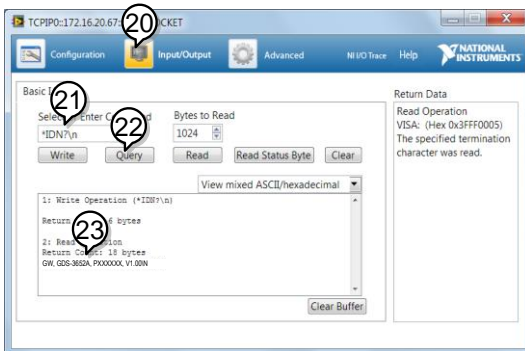 TCPIP0::172.16.20.67: OCKET
20
Configuration
Input/Output
Advanced
NI I/O Trace
Help
NATIONAL INSTRUMENTS
Basic I
21
22
Enter
Bytes to Read
*IDN?\n
1024
Write
Query
Read
Read Status Byte
Clear
View mixed ASCII/hexadecimal
1: Write Operation (*IDN?\n)
Return 6 bytes
23
2: Read
Return Count: 18 bytes
GW, GDS-3652A, PXXXXXX, V1.00\N
Clear Buffer
Return Data
Read Operation
VISA: (Hex 0x3FFF0005)
The specified termination
character was read.